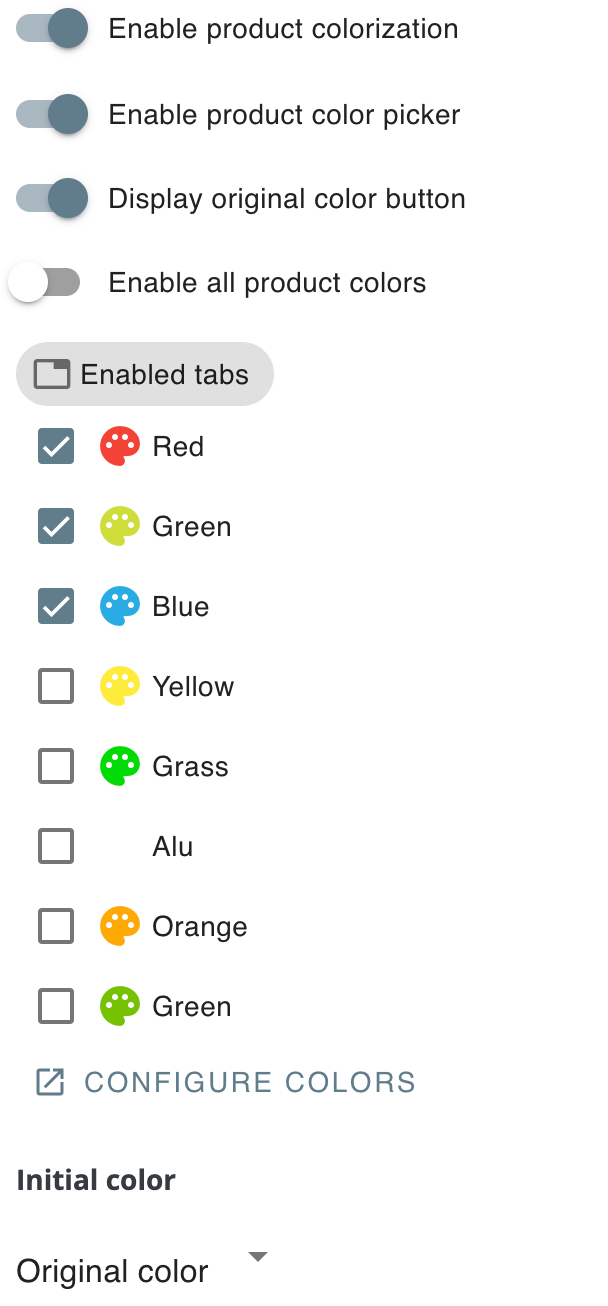 Enable product colorization
Enable product color picker
Display original color button
Enable all product colors
Enabled tabs
Red
Green
Blue
Yellow
Grass
Alu
Orange
Green
CONFIGURE COLORS
Initial color
Original color